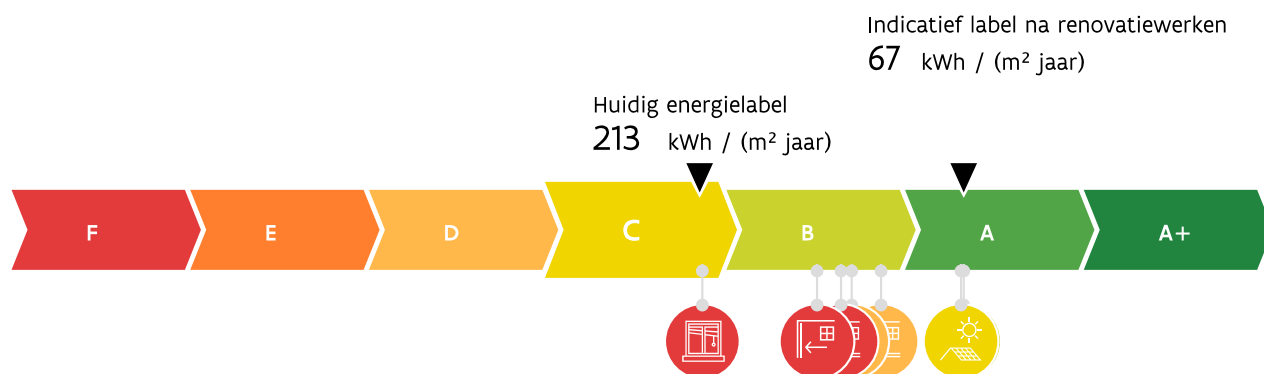 Indicatief label na renovatiewerken
67 kWh / (m² jaar)
Huidig energielabel
213 kWh / (m² jaar)
F E D C B A A+